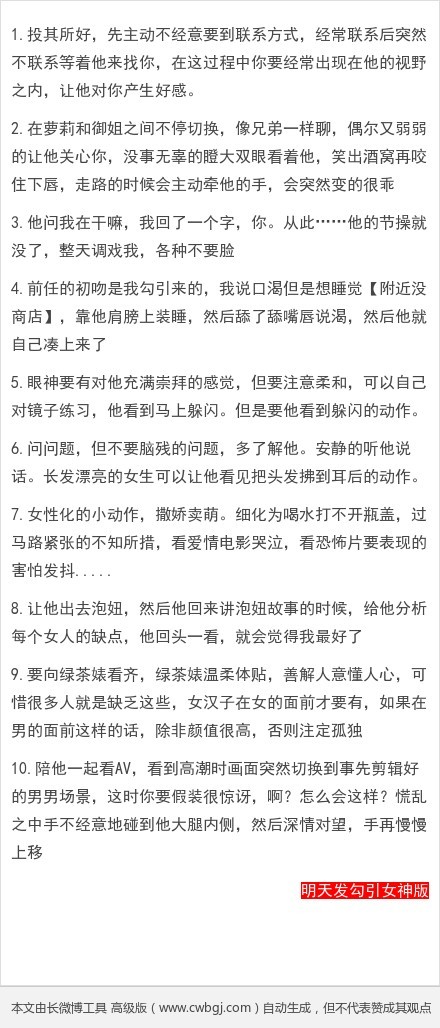 1.投其所好，先主动不经意要到联系方式，经常联系后突然
不联系等着他来找你，在这过程中你要经常出现在他的视野
之内，让他对你产生好感。
2.在萝莉和御姐之间不停切换，像兄弟一样聊，偶尔又弱弱
的让他关心你，没事无辜的瞪大双眼看着他，笑出酒窝再咬
住下唇，走路的时候会主动牵他的手，会突然变的很乖
3.他问我在干嘛，我回了一个字，你。从此……他的节操就
没了，整天调戏我，各种不要脸
4.前任的初吻是我勾引来的，我说口渴但是想睡觉【附近没
商店】，靠他肩膀上装睡，然后舔了舔嘴唇说渴，然后他就
自己凑上来了
5.眼神要有对他充满崇拜的感觉，但要注意柔和，可以自己
对镜子练习，他看到马上躲闪。但是要他看到躲闪的动作。
6.问问题，但不要脑残的问题，多了解他。安静的听他说
话。长发漂亮的女生可以让他看见把头发拂到耳后的动作。
7.女性化的小动作，撒娇卖萌。细化为喝水打不开瓶盖，过
马路紧张的不知所措，看爱情电影哭泣，看恐怖片要表现的
害怕发抖.....
8.让他出去泡妞，然后他回来讲泡妞故事的时候，给他分析
每个女人的缺点，他回头一看，就会觉得我最好了
9.要向绿茶婊看齐，绿茶婊温柔体贴，善解人意懂人心，可
惜很多人就是缺乏这些，女汉子在女的面前才要有，如果在
男的面前这样的话，除非颜值很高，否则注定孤独
10.陪他一起看AV，看到高潮时画面突然切换到事先剪辑好
的男男场景，这时你要假装很惊讶，啊？怎么会这样？慌乱
之中手不经意地碰到他大腿内侧，然后深情对望，手再慢慢
上移
明天发勾引女神版
本文由长微博工具 高级版（www.cwbgj.com）自动生成，但不代表赞成其观点